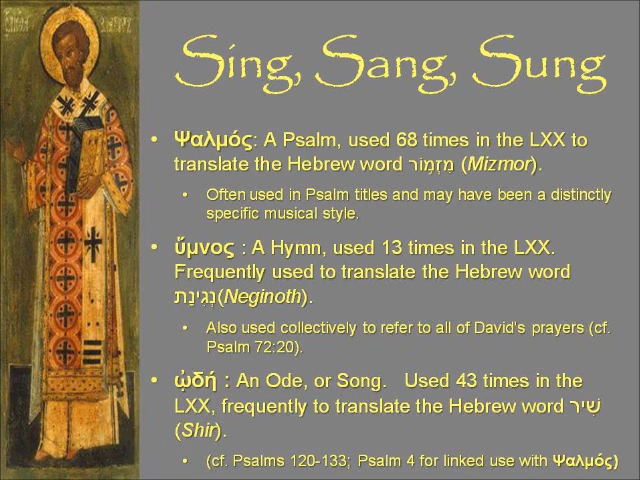 Sing, Sang, Sung
• Ψαλμός: A Psalm, used 68 times in the LXX to
translate the Hebrew word מִזְמוֹר (Mizmor).
• Often used in Psalm titles and may have been a distinctly
specific musical style.
• ὕμνος : A Hymn, used 13 times in the LXX.
Frequently used to translate the Hebrew word
נְגִינַת(Neginoth).
• Also used collectively to refer to all of David's prayers (cf.
Psalm 72:20).
• ᾠδή : An Ode, or Song. Used 43 times in the
LXX, frequently to translate the Hebrew word שִׁיר
(Shir).
• (cf. Psalms 120-133; Psalm 4 for linked use with Ψαλμός)